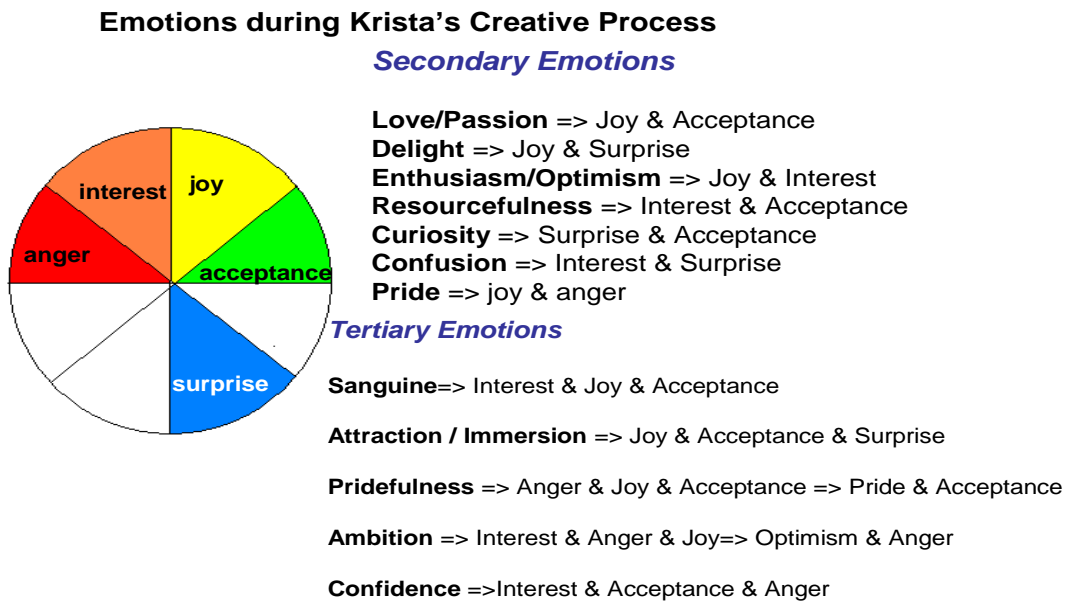 Emotions during Krista's Creative Process
Secondary Emotions
Love/Passion => Joy & Acceptance
Delight => Joy & Surprise
Enthusiasm/Optimism => Joy & Interest
Resourcefulness => Interest & Acceptance
Curiosity => Surprise & Acceptance
Confusion => Interest & Surprise
Pride => joy & anger
interest
joy
anger
acceptance
surprise
Tertiary Emotions
Sanguine=> Interest & Joy & Acceptance
Attraction / Immersion => Joy & Acceptance & Surprise
Pridefulness => Anger & Joy & Acceptance => Pride & Acceptance
Ambition => Interest & Anger & Joy=> Optimism & Anger
Confidence =>Interest & Acceptance & Anger